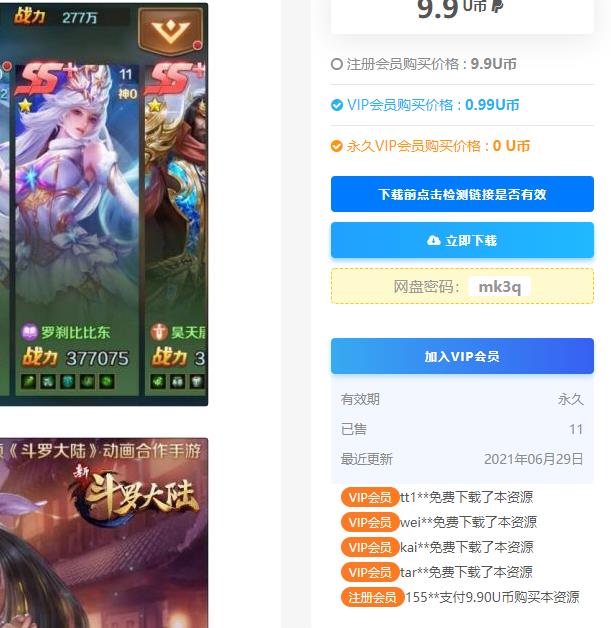 战力 277万
SS+
SS+
11
神0
罗刹比比东
战力 377075
昊天
战力 3
《斗罗大陆》动画合作手游
新
斗罗大陆
9.9 U币
注册会员购买价格 : 9.9U币
VIP会员购买价格 : 0.99U币
永久VIP会员购买价格 : 0 U币
下载前点击检测链接是否有效
立即下载
网盘密码： mk3q
加入VIP会员
有效期 永久
已售 11
最近更新 2021年06月29日
VIP会员 tt1**免费下载了本资源
VIP会员 wei**免费下载了本资源
VIP会员 kai**免费下载了本资源
VIP会员 tar**免费下载了本资源
注册会员 155**支付9.90U币购买本资源